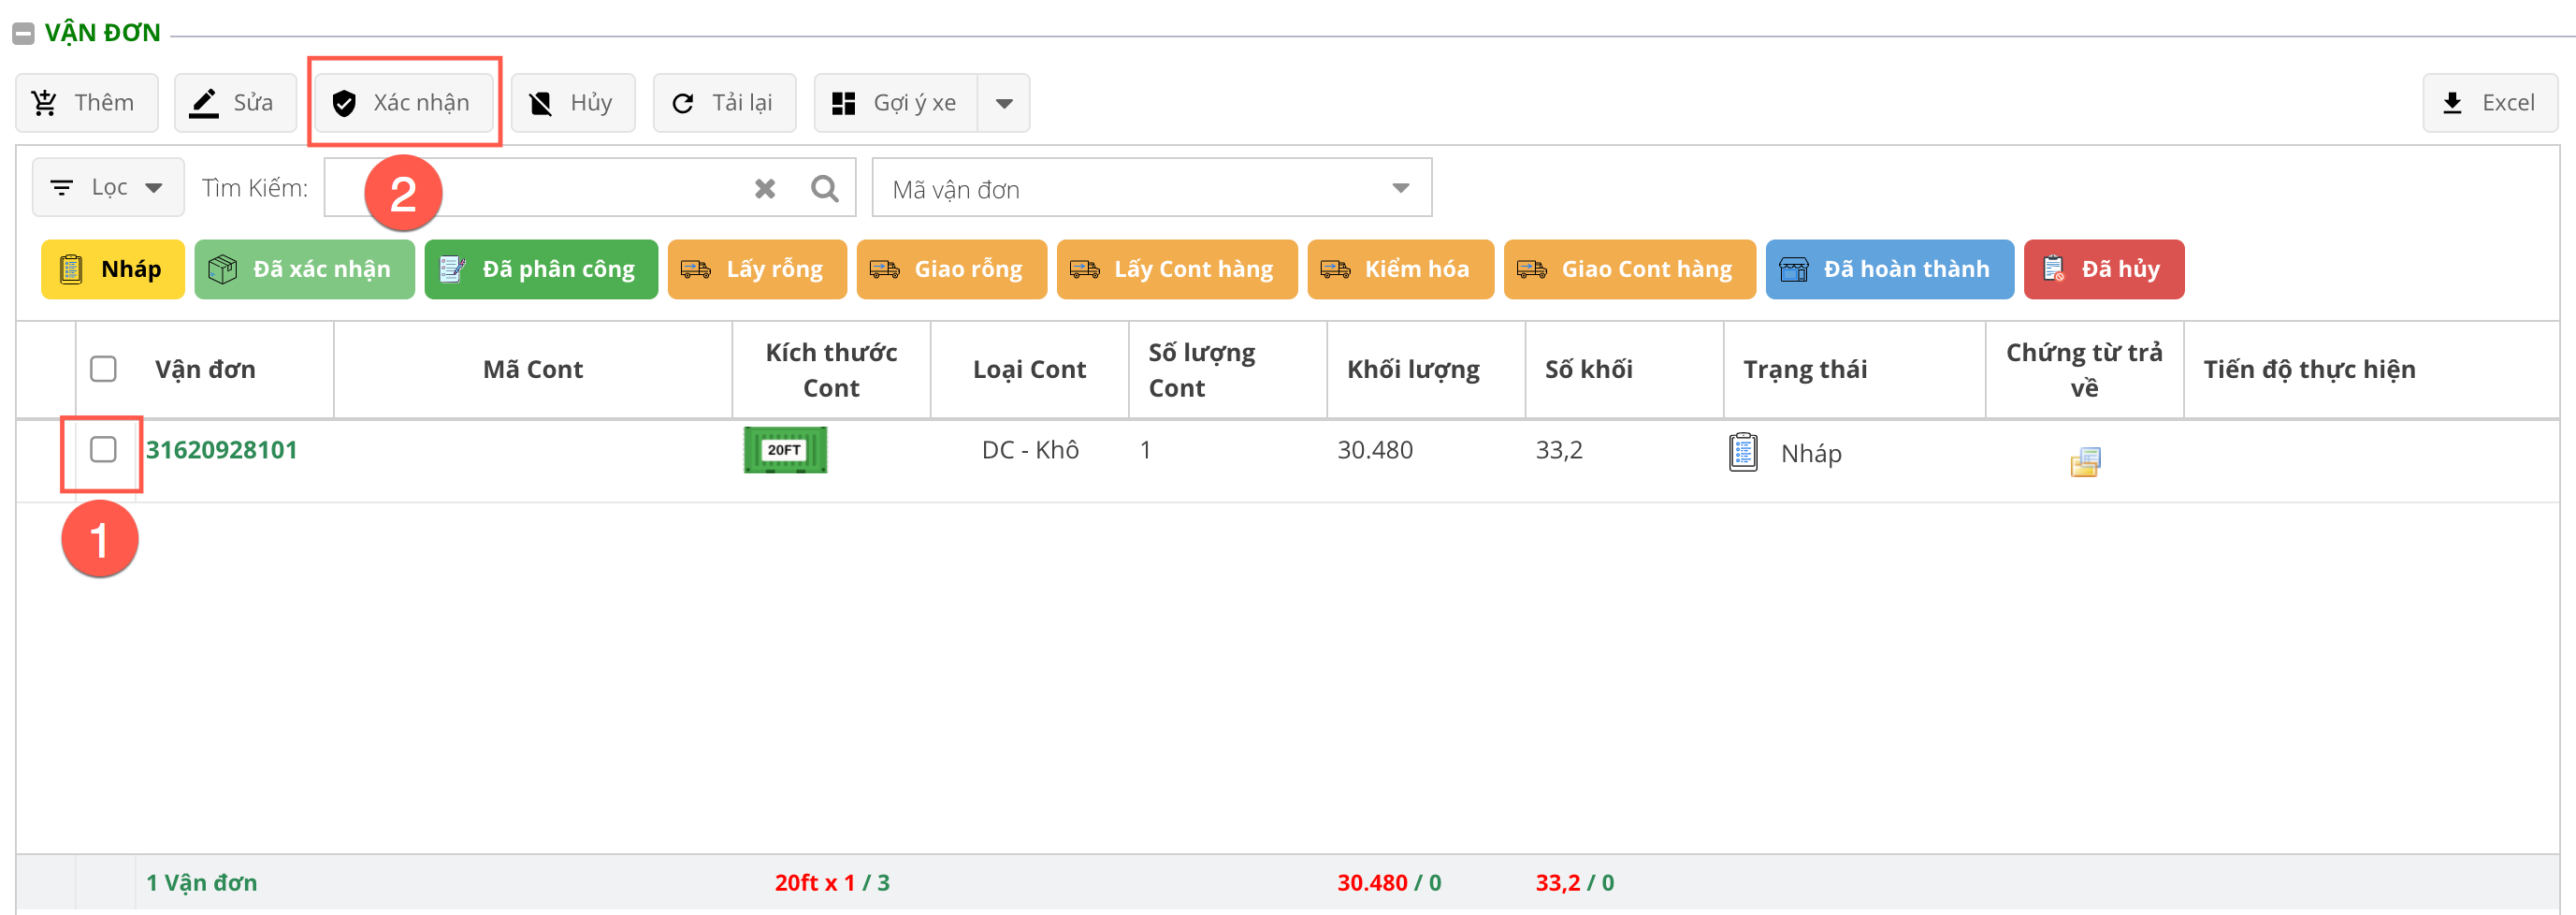 VẬN ĐƠN
Thêm Sửa Xác nhận Hủy Tải lại Gợi ý xe Excel
Lọc Tìm Kiếm: 2 Mã vận đơn
Nháp Đã xác nhận Đã phân công Lấy rỗng Giao rỗng Lấy Cont hàng Kiểm hóa Giao Cont hàng Đã hoàn thành Đã hủy
Vận đơn Mã Cont Kích thước Cont Loại Cont Số lượng Cont Khối lượng Số khối Trạng thái Chứng từ trả về Tiến độ thực hiện
31620928101 20FT DC - Khô 1 30.480 33,2 Nháp
1
1 Vận đơn 20ft x 1 / 3 30.480 / 0 33,2 / 0